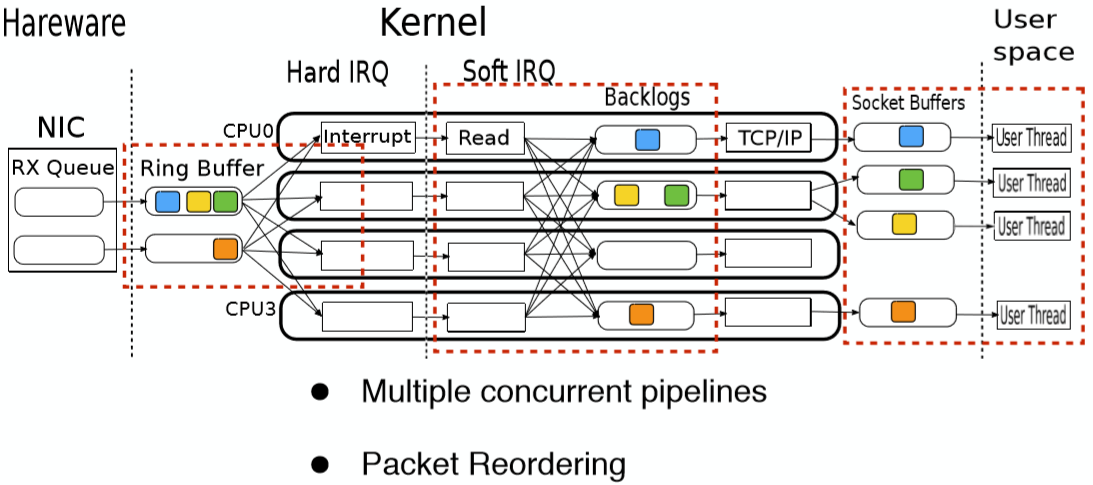 Hareware
Kernel
User
space
Hard IRQ
Soft IRQ
Backlogs
Socket Buffers
NIC
CPU0
Interrupt
Read
TCP/IP
User Thread
RX Queue
Ring Buffer
User Thread
User Thread
CPU3
User Thread
● Multiple concurrent pipelines
● Packet Reordering